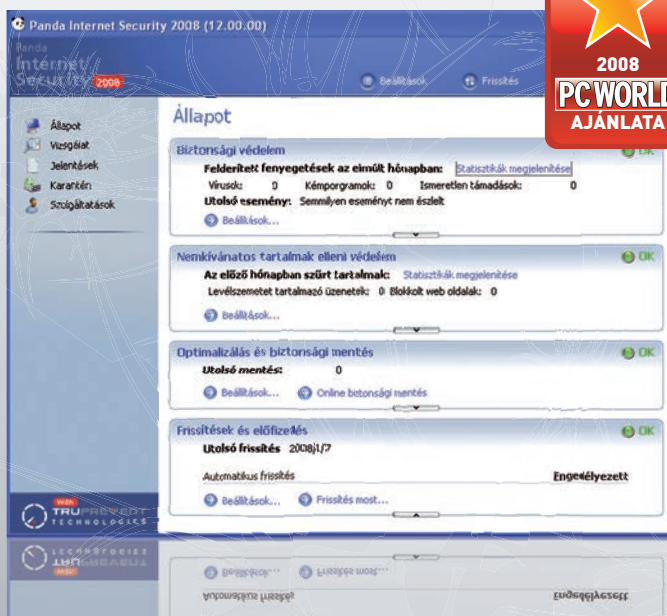 Panda Internet Security 2008 (12.00.00)
Panda
Internet
Security 2008
Beállítások
Frissítés
2008
PC WORLD
AJÁNLATA
Állapot
Vizsgálat
Jelentések
Karantén
Szolgáltatások
Állapot
Biztonsági védelem
OK
Felderített fenyegetések az elmúlt hónapban: Statisztikák megjelenítése
Vírusok: 0 Kémporgramok: 0 Ismeretlen támadások: 0
Utolsó esemény: Semmilyen eseményt nem észlelt
Beállítások...
Nemkívánatos tartalmak elleni védelem
OK
Az előző hónapban szűrt tartalmak: Statisztikák megjelenítése
Levélszemetet tartalmazó üzenetek: 0 Blokkolt web oldalak: 0
Beállítások...
Optimalizálás és biztonsági mentés
OK
Utolsó mentés: 0
Beállítások... Online biztonsági mentés
Frissítések és előfizetés
OK
Utolsó frissítés 2008/1/7
Automatikus frissítés Engedélyezett
Beállítások... Frissítés most...
With
TRUPREVENT
TECHNOLOGIES